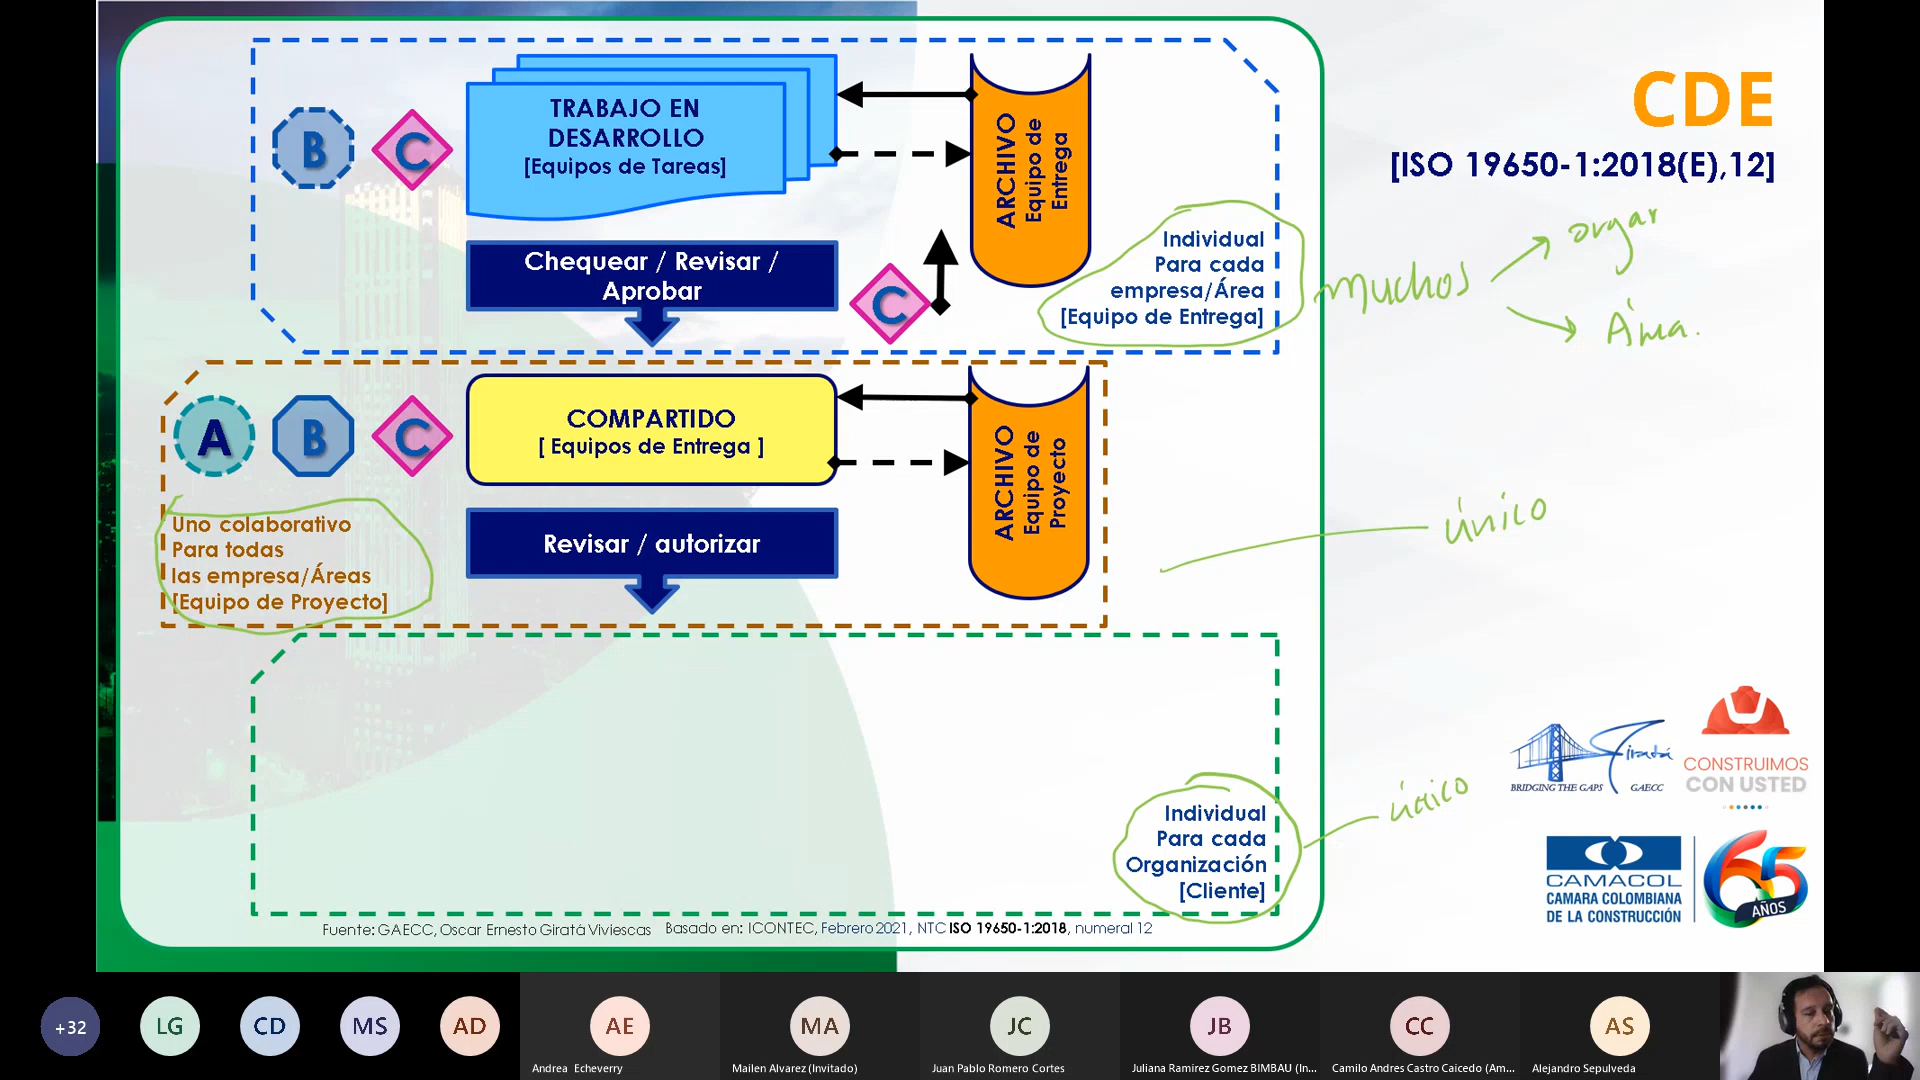 CDE
[ISO 19650-1:2018(E),12]
B
C
TRABAJO EN
DESARROLLO
[Equipos de Tareas]
ARCHIVO
Equipo de
Entrega
Chequear / Revisar /
Aprobar
C
Individual
Para cada
empresa/Área
[Equipo de Entrega]
muchos
organ
Área.
A
B
C
COMPARTIDO
[ Equipos de Entrega ]
ARCHIVO
Equipo de
Proyecto
Revisar / autorizar
Uno colaborativo
Para todas
las empresa/Áreas
[Equipo de Proyecto]
único
único
Individual
Para cada
Organización
[Cliente]
Fuente: GAECC, Oscar Ernesto Giratá Viviescas
Basado en: ICONTEC, Febrero 2021, NTC ISO 19650-1:2018, numeral 12
Giratá
BRIDGING THE GAPS GAECC
CONSTRUIMOS
CON USTED
CAMACOL
CAMARA COLOMBIANA
DE LA CONSTRUCCIÓN
65
AÑOS
+32
LG
CD
MS
AD
AE
Andrea Echeverry
MA
Mailen Alvarez (Invitado)
JC
Juan Pablo Romero Cortes
JB
Juliana Ramirez Gomez BIMBAU (In...
CC
Camilo Andres Castro Caicedo (Am...
AS
Alejandro Sepulveda